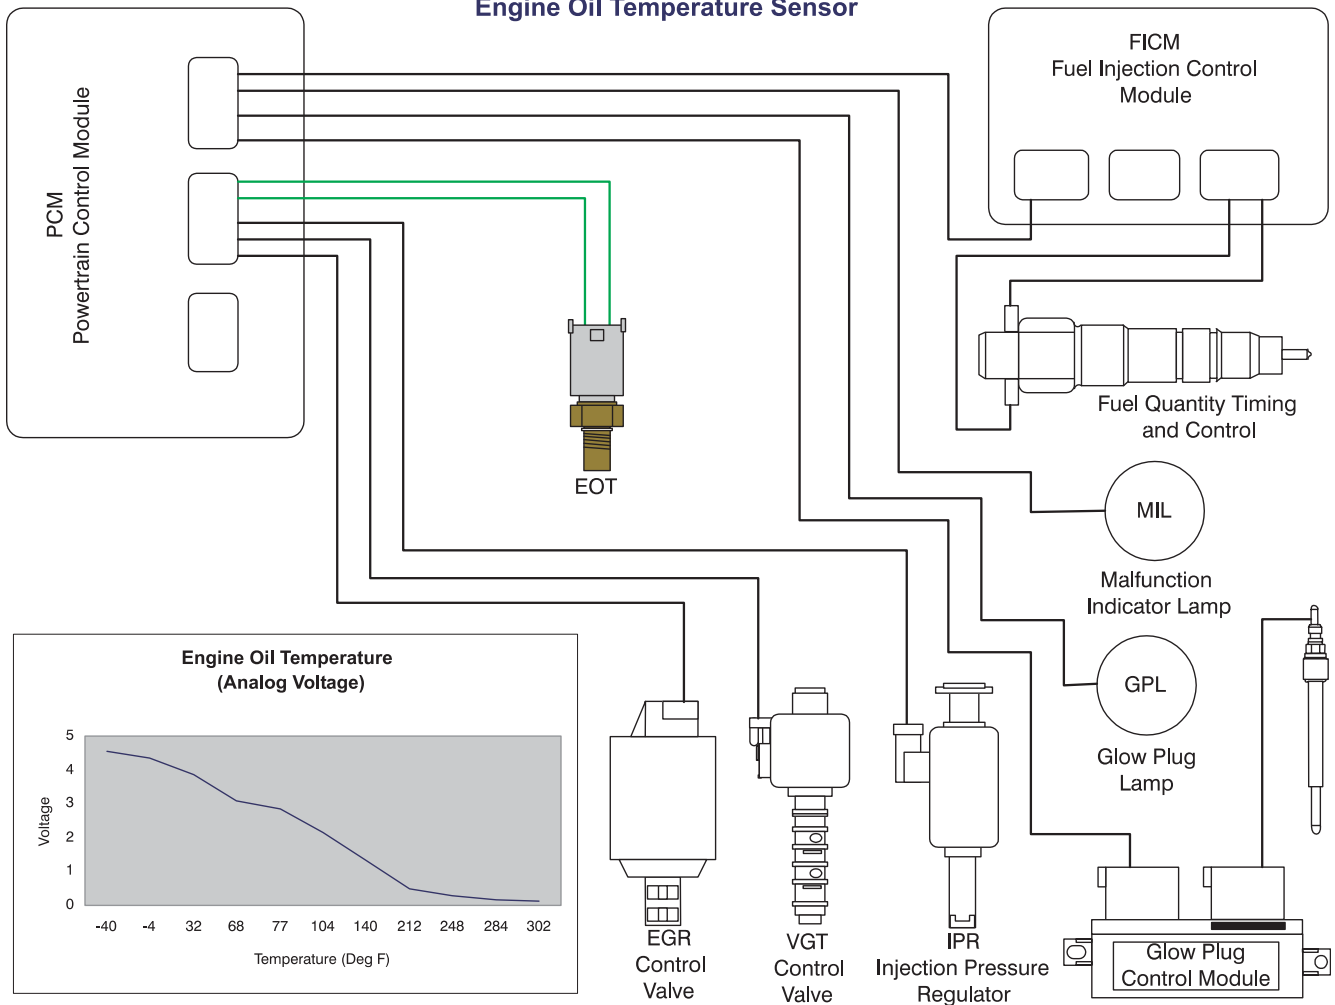 Engine Oil Temperature Sensor
PCM
Powertrain Control Module
FICM
Fuel Injection Control
Module
Fuel Quantity Timing
and Control
EOT
MIL
Malfunction
Indicator Lamp
GPL
Glow Plug
Lamp
Engine Oil Temperature
(Analog Voltage)
Voltage
5
4
3
2
1
0
-40 -4 32 68 77 104 140 212 248 284 302
Temperature (Deg F)
EGR
Control
Valve
VGT
Control
Valve
IPR
Injection Pressure
Regulator
Glow Plug
Control Module